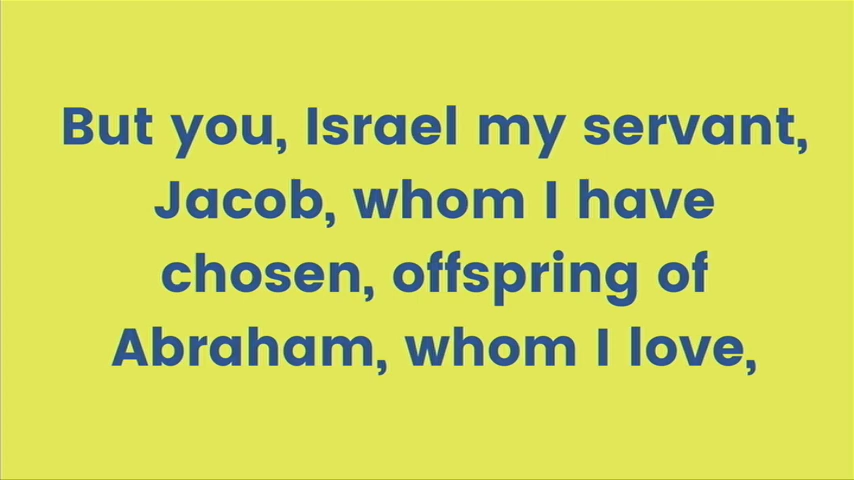 But you, Israel my servant,
Jacob, whom I have
chosen, offspring of
Abraham, whom I love,